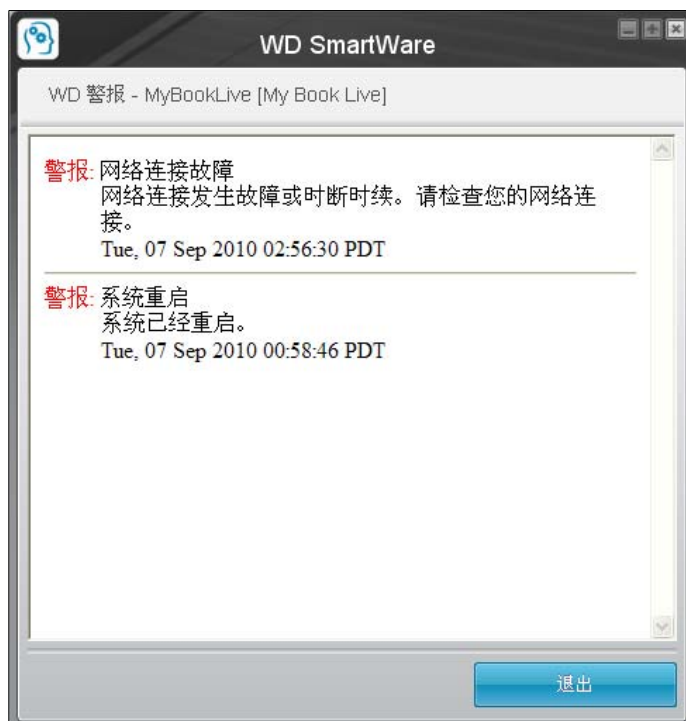 WD SmartWare
WD 警报 - MyBookLive [My Book Live]
警报: 网络连接故障
网络连接发生故障或时断时续。请检查您的网络连
接。
Tue, 07 Sep 2010 02:56:30 PDT
警报: 系统重启
系统已经重启。
Tue, 07 Sep 2010 00:58:46 PDT
退出